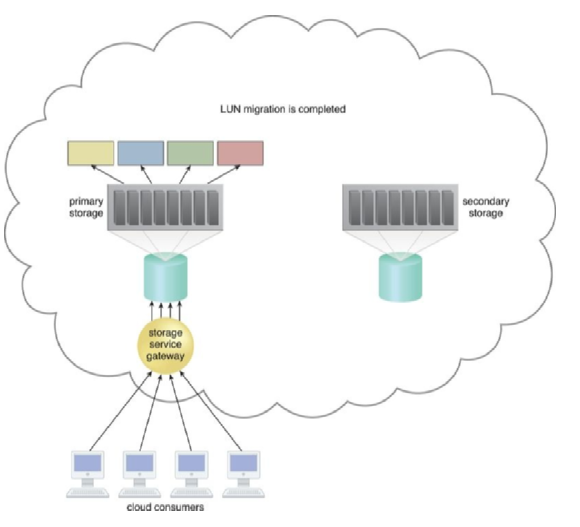 LUN migration is completed
primary
storage
secondary
storage
storage
service
gateway
cloud consumers